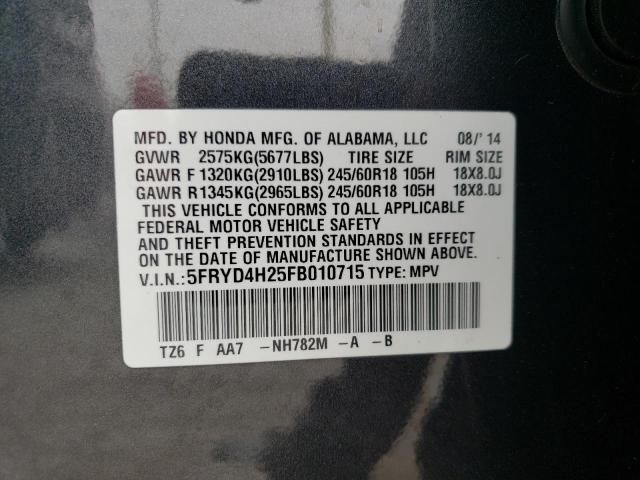 MFD. BY HONDA MFG. OF ALABAMA, LLC 08/'14
GVWR 2575KG(5677LBS) TIRE SIZE RIM SIZE
GAWR F 1320KG(2910LBS) 245/60R18 105H 18X8.0J
GAWR R1345KG(2965LBS) 245/60R18 105H 18X8.0J
THIS VEHICLE CONFORMS TO ALL APPLICABLE
FEDERAL MOTOR VEHICLE SAFETY
AND THEFT PREVENTION STANDARDS IN EFFECT
ON THE DATE OF MANUFACTURE SHOWN ABOVE.
V.I.N.:5FRYD4H25FB010715 TYPE: MPV
TZ6 F AA7 -NH782M -A -B